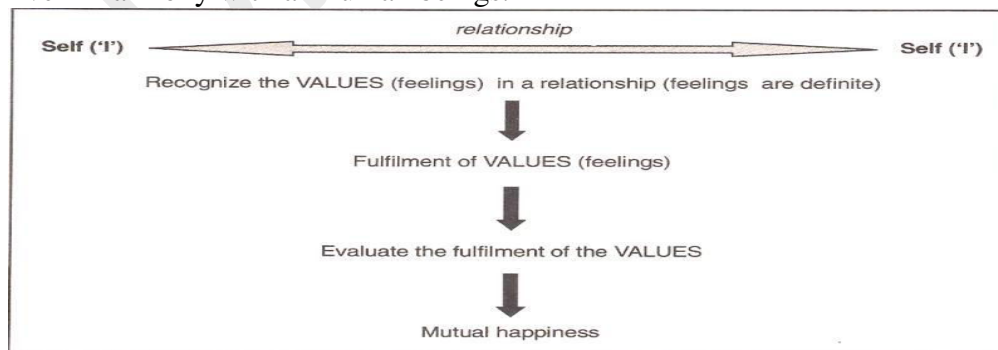 relationship
Self ('I') Self ('I')
Recognize the VALUES (feelings) in a relationship (feelings are definite)
Fulfilment of VALUES (feelings)
Evaluate the fulfilment of the VALUES
Mutual happiness